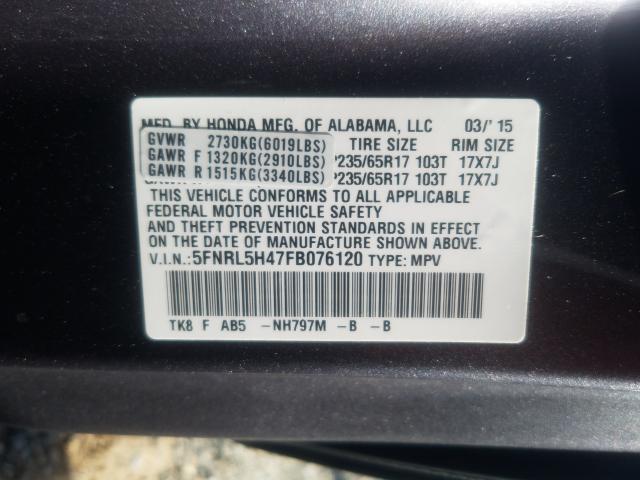 MFD. BY HONDA MFG. OF ALABAMA, LLC 03/'15
GVWR 2730KG(6019LBS) TIRE SIZE RIM SIZE
GAWR F 1320KG(2910LBS) P235/65R17 103T 17X7J
GAWR R 1515KG(3340LBS) P235/65R17 103T 17X7J
THIS VEHICLE CONFORMS TO ALL APPLICABLE
FEDERAL MOTOR VEHICLE SAFETY
AND THEFT PREVENTION STANDARDS IN EFFECT
ON THE DATE OF MANUFACTURE SHOWN ABOVE.
V.I.N.:5FNRL5H47FB076120 TYPE: MPV
TK8 F AB5 -NH797M -B -B